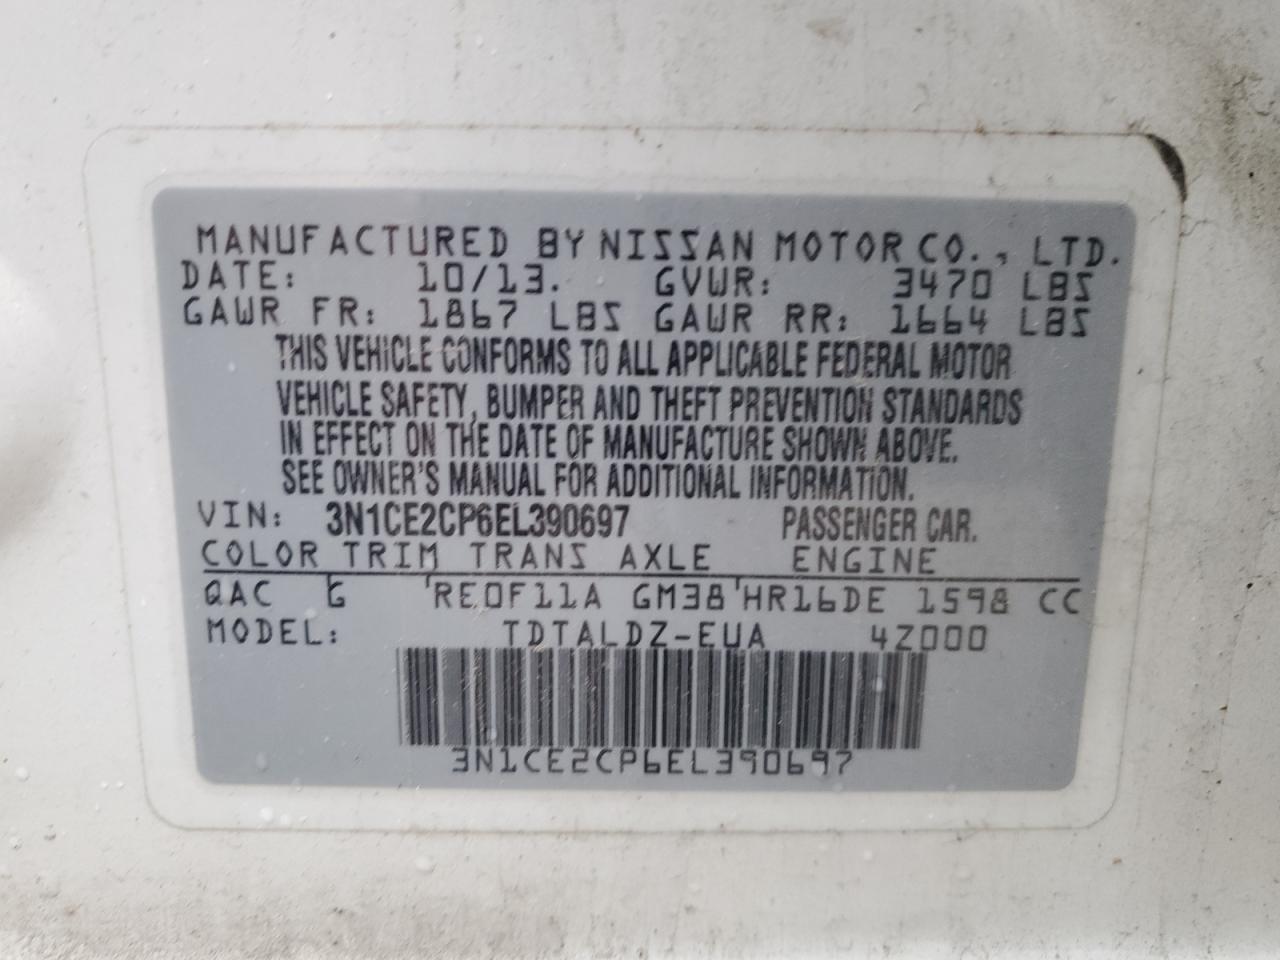 MANUFACTURED BY NISSAN MOTOR CO., LTD.
DATE: 10/13. GVWR: 3470 LBS
GAWR FR: 1867 LBS GAWR RR: 1664 LBS
THIS VEHICLE CONFORMS TO ALL APPLICABLE FEDERAL MOTOR
VEHICLE SAFETY, BUMPER AND THEFT PREVENTION STANDARDS
IN EFFECT ON THE DATE OF MANUFACTURE SHOWN ABOVE.
SEE OWNER'S MANUAL FOR ADDITIONAL INFORMATION.
VIN: 3N1CE2CP6EL390697 PASSENGER CAR.
COLOR TRIM TRANS AXLE ENGINE
QAC G RE0F11A GM38 HR16DE 1598 CC
MODEL: TDTALDZ-EUA 4Z000
3N1CE2CP6EL390697